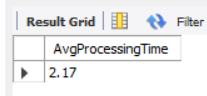 Result Grid Filter
AvgProcessingTime
2.17